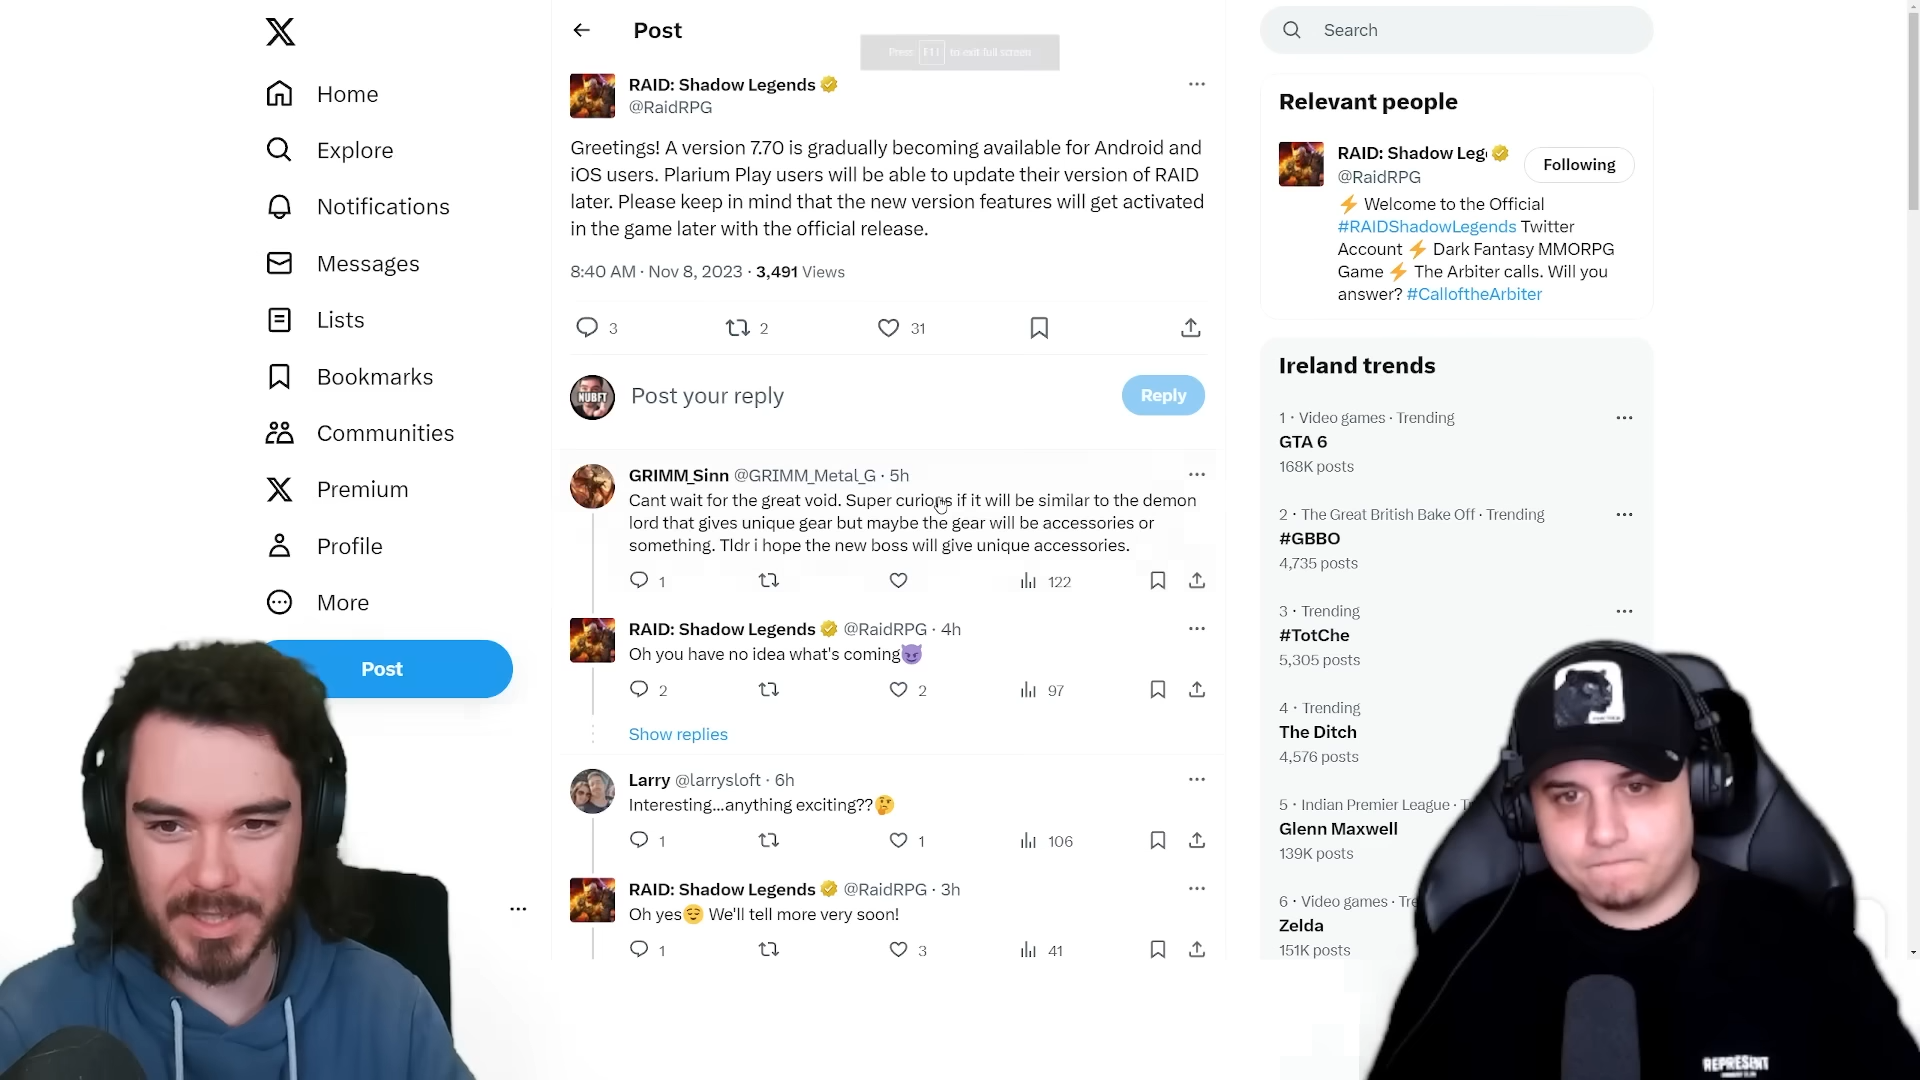 Home
Explore
Notifications
Messages
Lists
Bookmarks
Communities
Premium
Profile
More
Post
Post
Press F11 to exit full screen
RAID: Shadow Legends
@RaidRPG
Greetings! A version 7.70 is gradually becoming available for Android and
iOS users. Plarium Play users will be able to update their version of RAID
later. Please keep in mind that the new version features will get activated
in the game later with the official release.
8:40 AM · Nov 8, 2023 · 3,491 Views
3 2 31
NUBFT
Post your reply
Reply
GRIMM_Sinn @GRIMM_Metal_G · 5h
Cant wait for the great void. Super curious if it will be similar to the demon
lord that gives unique gear but maybe the gear will be accessories or
something. Tldr i hope the new boss will give unique accessories.
1 122
RAID: Shadow Legends @RaidRPG · 4h
Oh you have no idea what's coming😈
2 2 97
Show replies
Larry @larrysloft · 6h
Interesting...anything exciting??🤔
1 1 106
RAID: Shadow Legends @RaidRPG · 3h
Oh yes😌 We'll tell more very soon!
1 3 41
Search
Relevant people
RAID: Shadow Leg
@RaidRPG
Following
⚡ Welcome to the Official
#RAIDShadowLegends Twitter
Account ⚡ Dark Fantasy MMORPG
Game ⚡ The Arbiter calls. Will you
answer? #CalloftheArbiter
Ireland trends
1 · Video games · Trending
GTA 6
168K posts
2 · The Great British Bake Off · Trending
#GBBO
4,735 posts
3 · Trending
#TotChe
5,305 posts
4 · Trending
The Ditch
4,576 posts
5 · Indian Premier League · T
Glenn Maxwell
139K posts
6 · Video games · Tre
Zelda
151K posts
REPRESENT